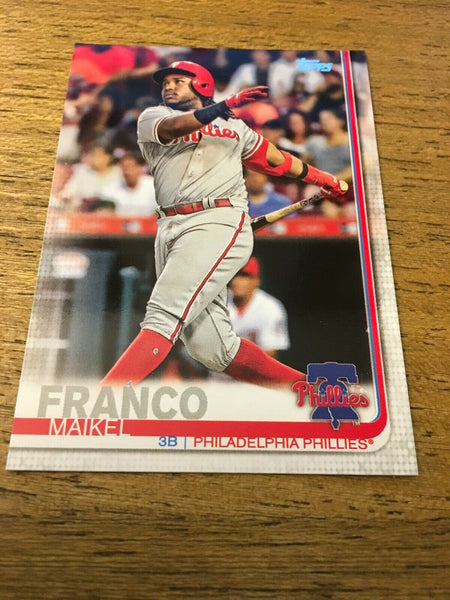 Topps
Phillies
FRANCO
MAIKEL
3B | PHILADELPHIA PHILLIES®
Phillies